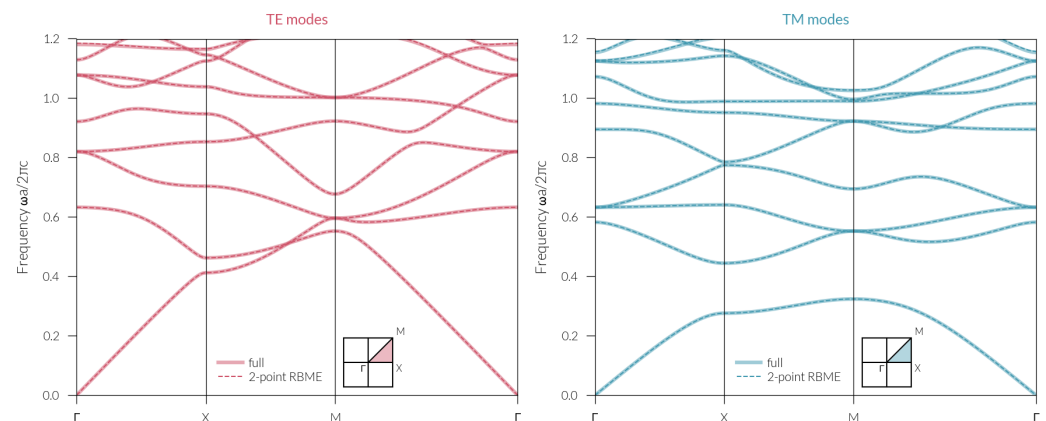 TE modes
TM modes
Frequency ωa/2πc
1.2
1.0
0.8
0.6
0.4
0.2
0.0
Γ
X
M
Γ
full
2-point RBME
M
Γ
X
Frequency ωa/2πc
1.2
1.0
0.8
0.6
0.4
0.2
0.0
Γ
X
M
Γ
full
2-point RBME
M
Γ
X